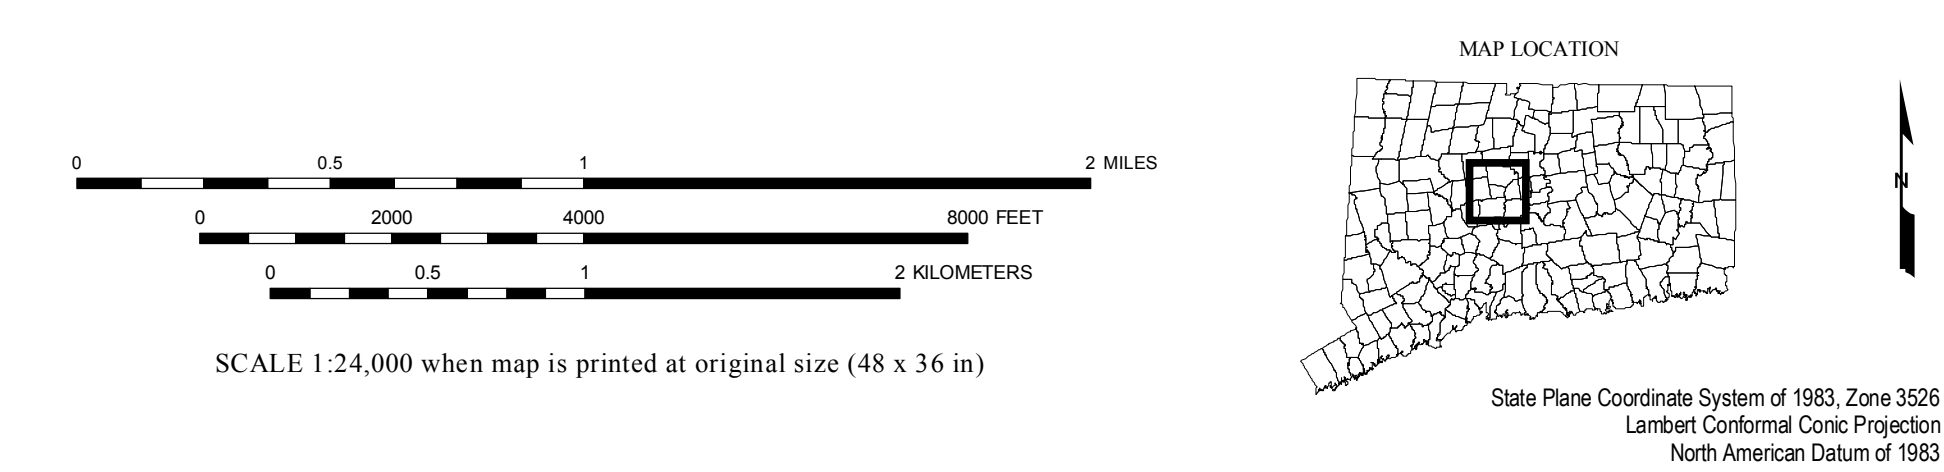 MAP LOCATION
0 0.5 1 2 MILES
0 2000 4000 8000 FEET
0 0.5 1 2 KILOMETERS
SCALE 1:24,000 when map is printed at original size (48 x 36 in)
N
State Plane Coordinate System of 1983, Zone 3526
Lambert Conformal Conic Projection
North American Datum of 1983